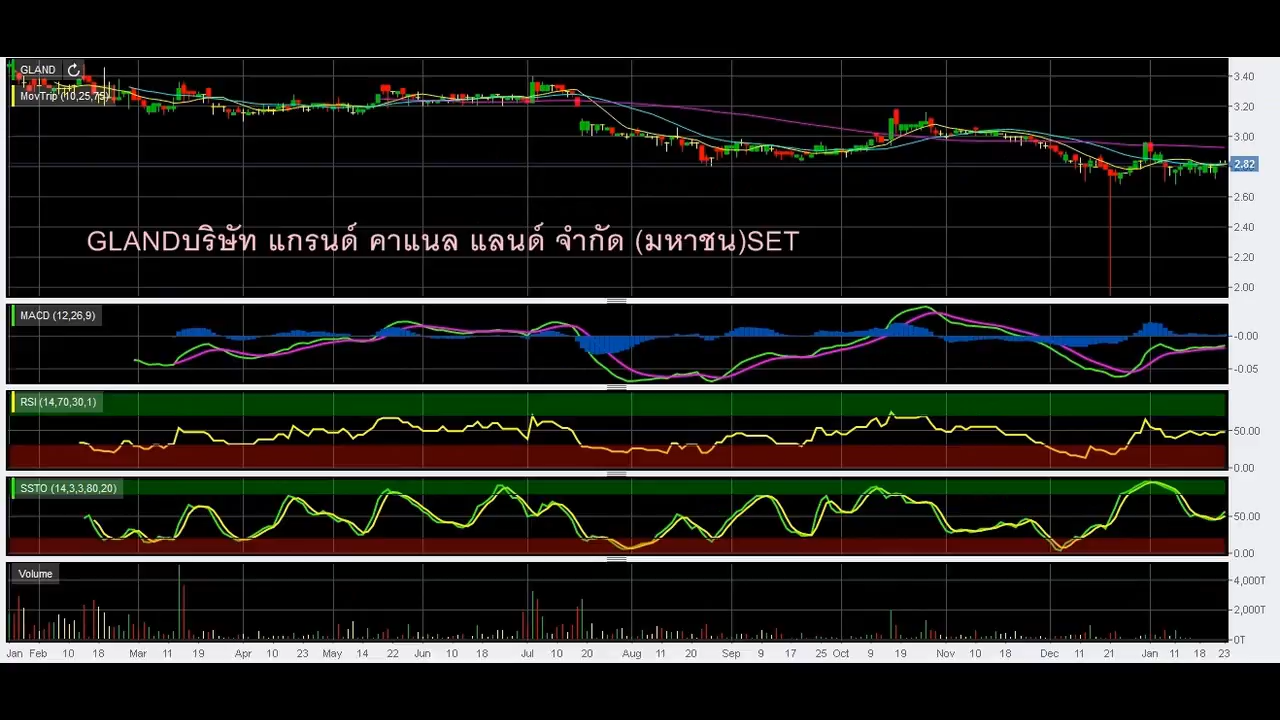 GLAND
MovTrip (10,25,75)
3.40
3.20
3.00
2.82
2.60
2.40
2.20
2.00
GLANDบริษัท แกรนด์ คาแนล แลนด์ จำกัด (มหาชน)SET
MACD (12,26,9)
-0.00
-0.05
RSI (14,70,30,1)
50.00
0.00
SSTO (14,3,3,80,20)
50.00
0.00
Volume
4,000T
2,000T
0T
Jan Feb 10 18 Mar 11 19 Apr 10 23 May 14 22 Jun 10 18 Jul 10 20 Aug 11 20 Sep 9 17 25 Oct 9 19 Nov 10 18 Dec 11 21 Jan 11 18 23